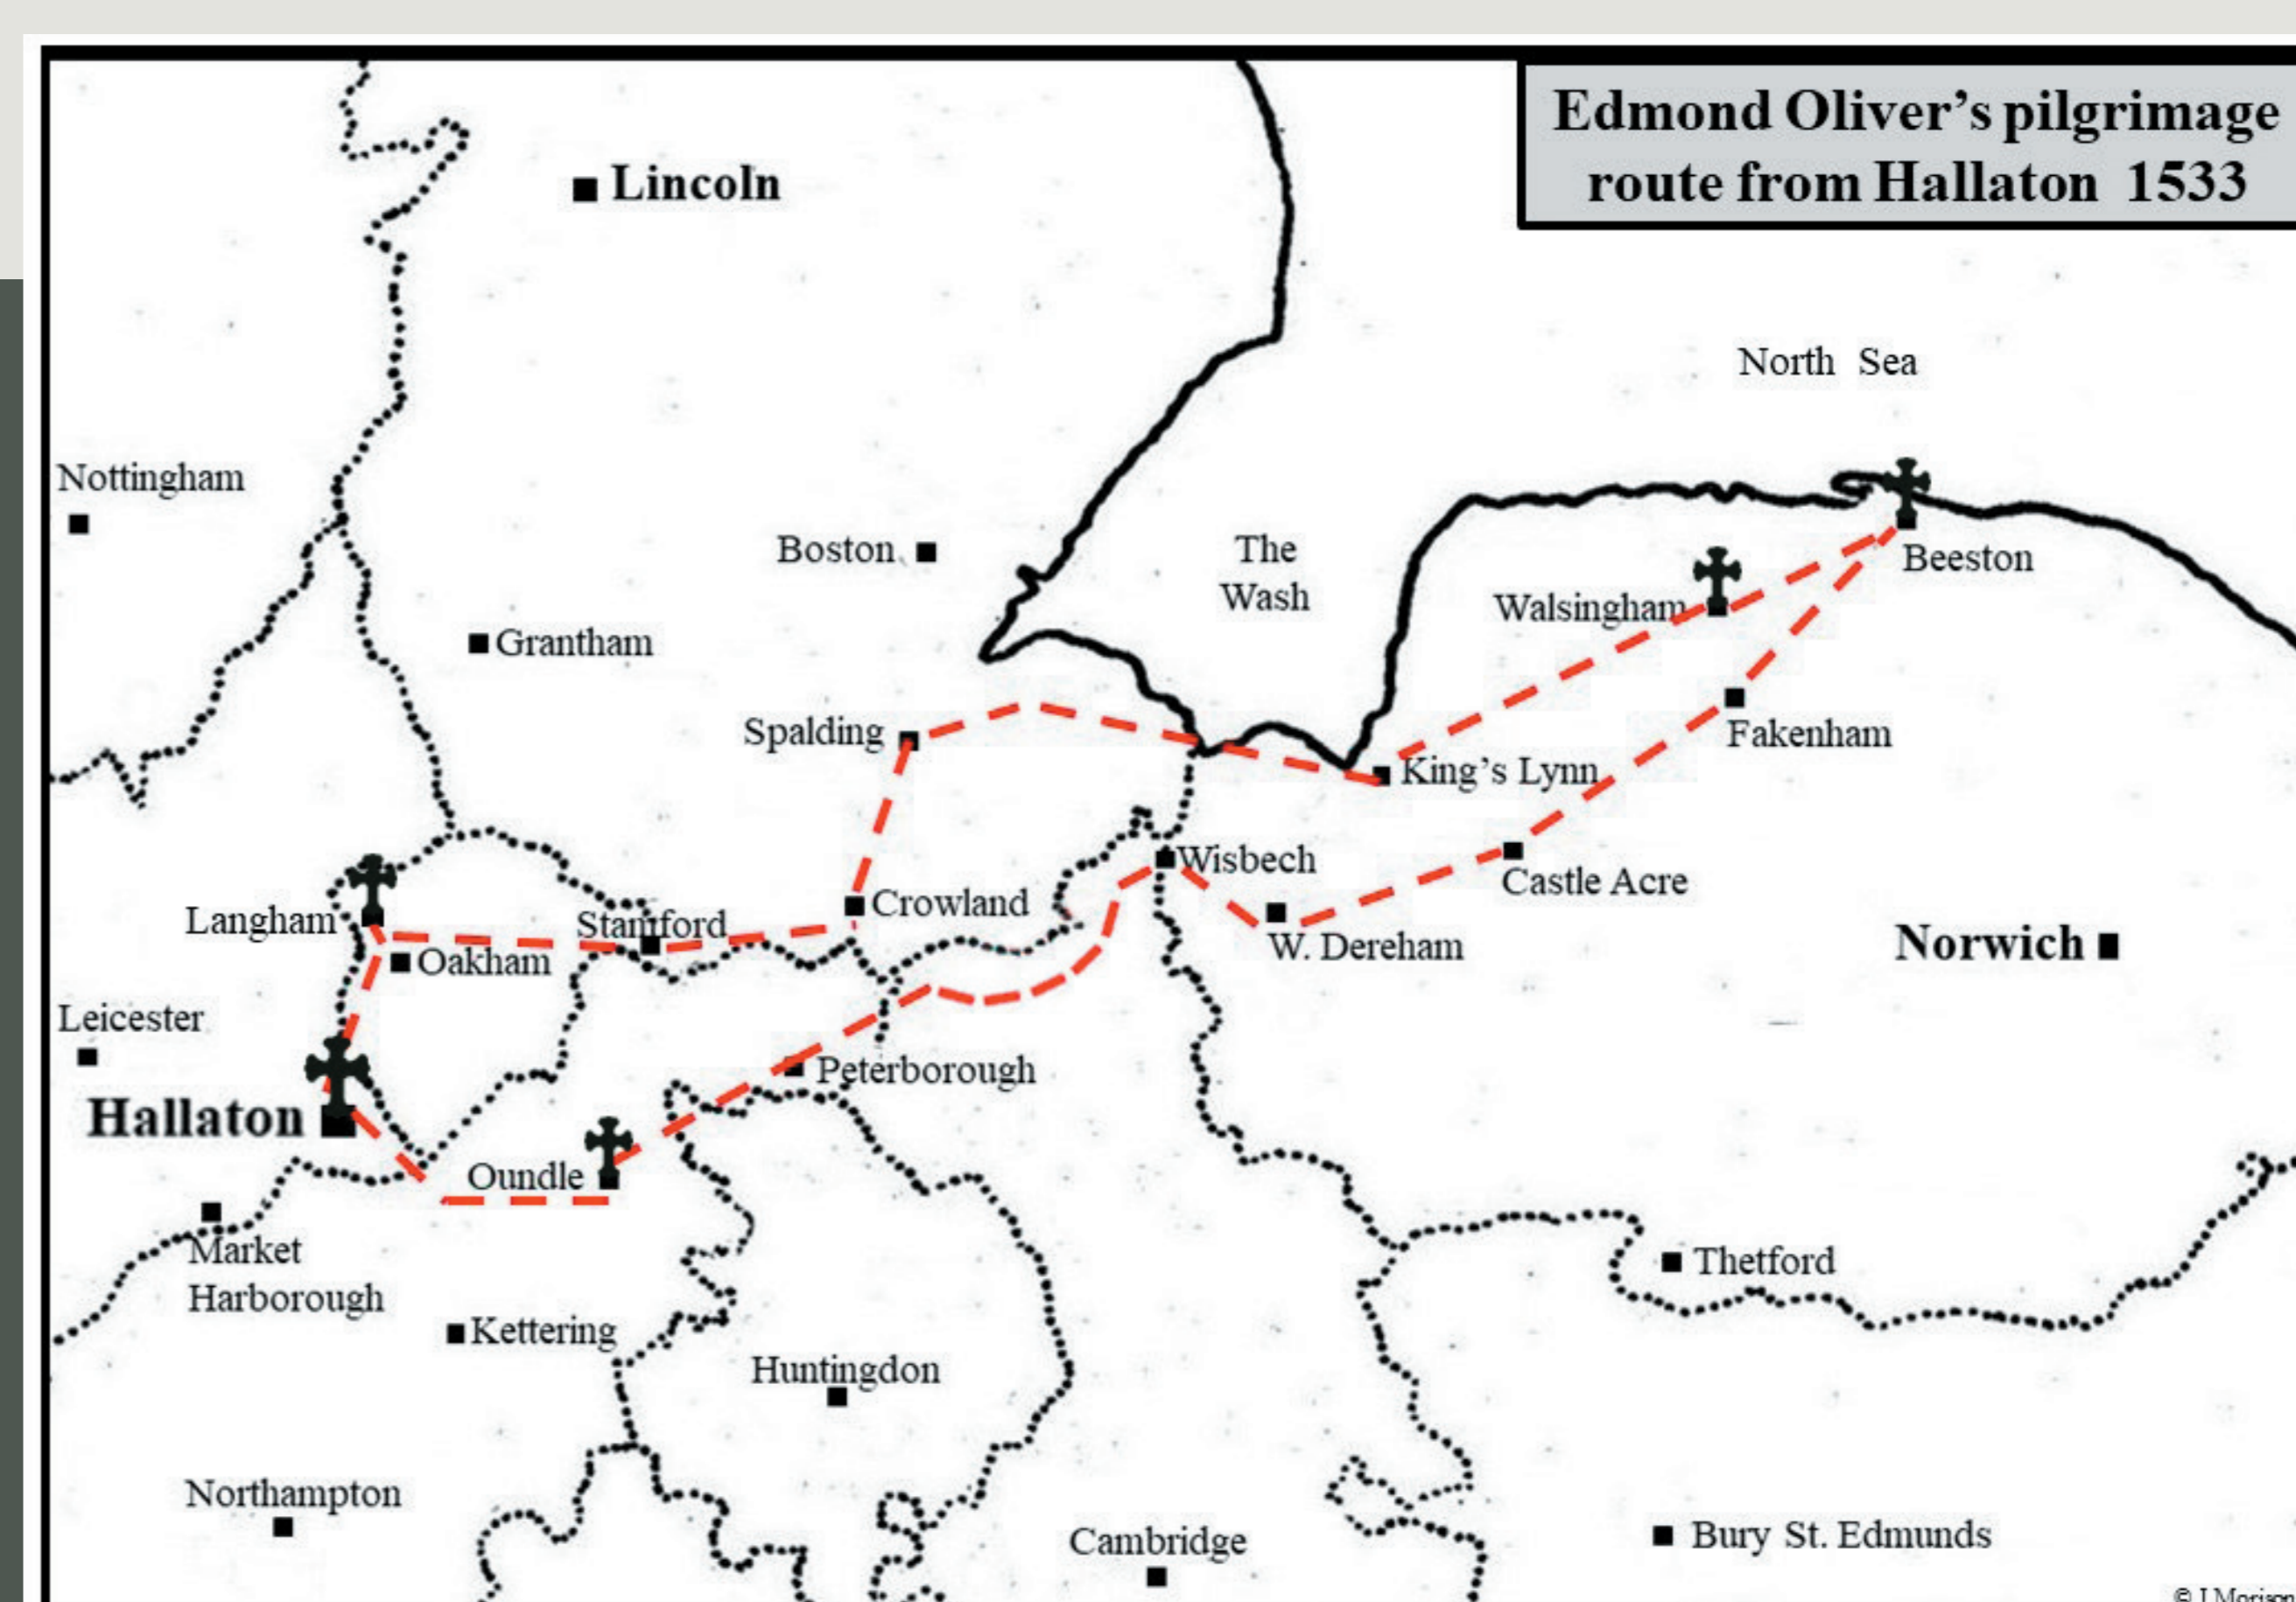 Edmond Oliver's pilgrimage
route from Hallaton 1533
Lincoln
North Sea
Nottingham
Boston
The
Wash
Beeston
Walsingham
Grantham
Spalding
Fakenham
King's Lynn
Wisbech
Castle Acre
Langham
Stamford
Crowland
Oakham
W. Dereham
Norwich
Leicester
Peterborough
Hallaton
Oundle
Market
Harborough
Thetford
Kettering
Huntingdon
Northampton
Cambridge
Bury St. Edmunds
© J Morison